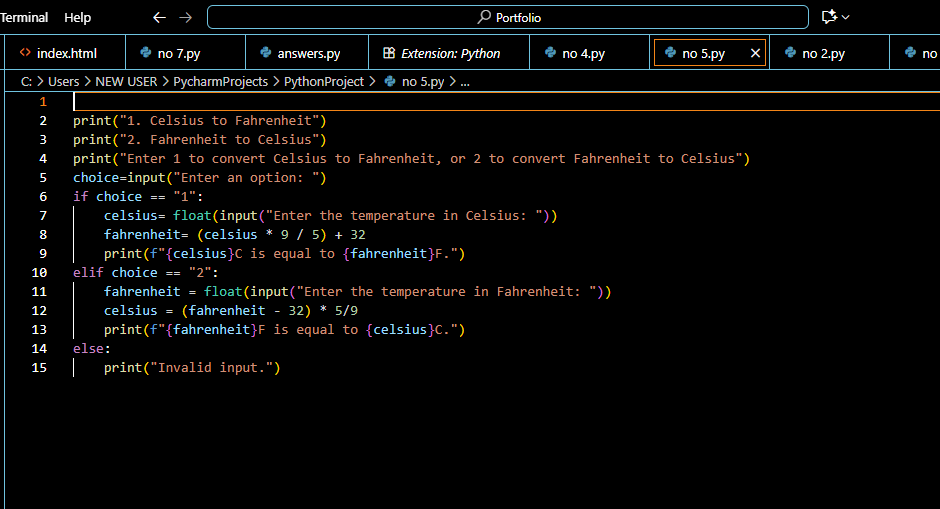 Terminal Help Portfolio
index.html no 7.py answers.py Extension: Python no 4.py no 5.py no 2.py no
C: > Users > NEW USER > PycharmProjects > PythonProject > no 5.py > ...
1
2 print("1. Celsius to Fahrenheit")
3 print("2. Fahrenheit to Celsius")
4 print("Enter 1 to convert Celsius to Fahrenheit, or 2 to convert Fahrenheit to Celsius")
5 choice=input("Enter an option: ")
6 if choice == "1":
7     celsius= float(input("Enter the temperature in Celsius: "))
8     fahrenheit= (celsius * 9 / 5) + 32
9     print(f"{celsius}C is equal to {fahrenheit}F.")
10 elif choice == "2":
11     fahrenheit = float(input("Enter the temperature in Fahrenheit: "))
12     celsius = (fahrenheit - 32) * 5/9
13     print(f"{fahrenheit}F is equal to {celsius}C.")
14 else:
15     print("Invalid input.")